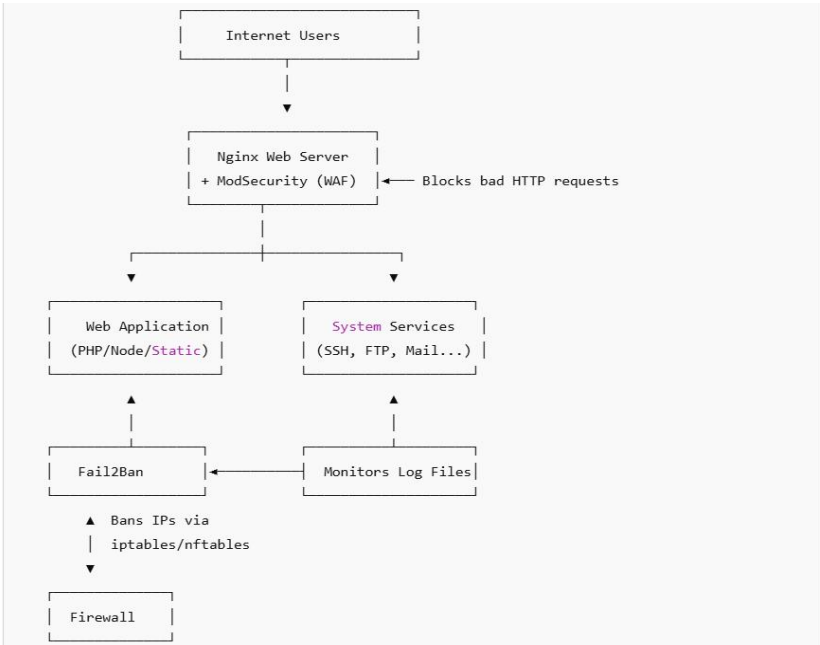 Internet Users
Nginx Web Server
+ ModSecurity (WAF)
Blocks bad HTTP requests
Web Application
(PHP/Node/Static)
System Services
(SSH, FTP, Mail...)
Fail2Ban
Monitors Log Files
Bans IPs via
iptables/nftables
Firewall